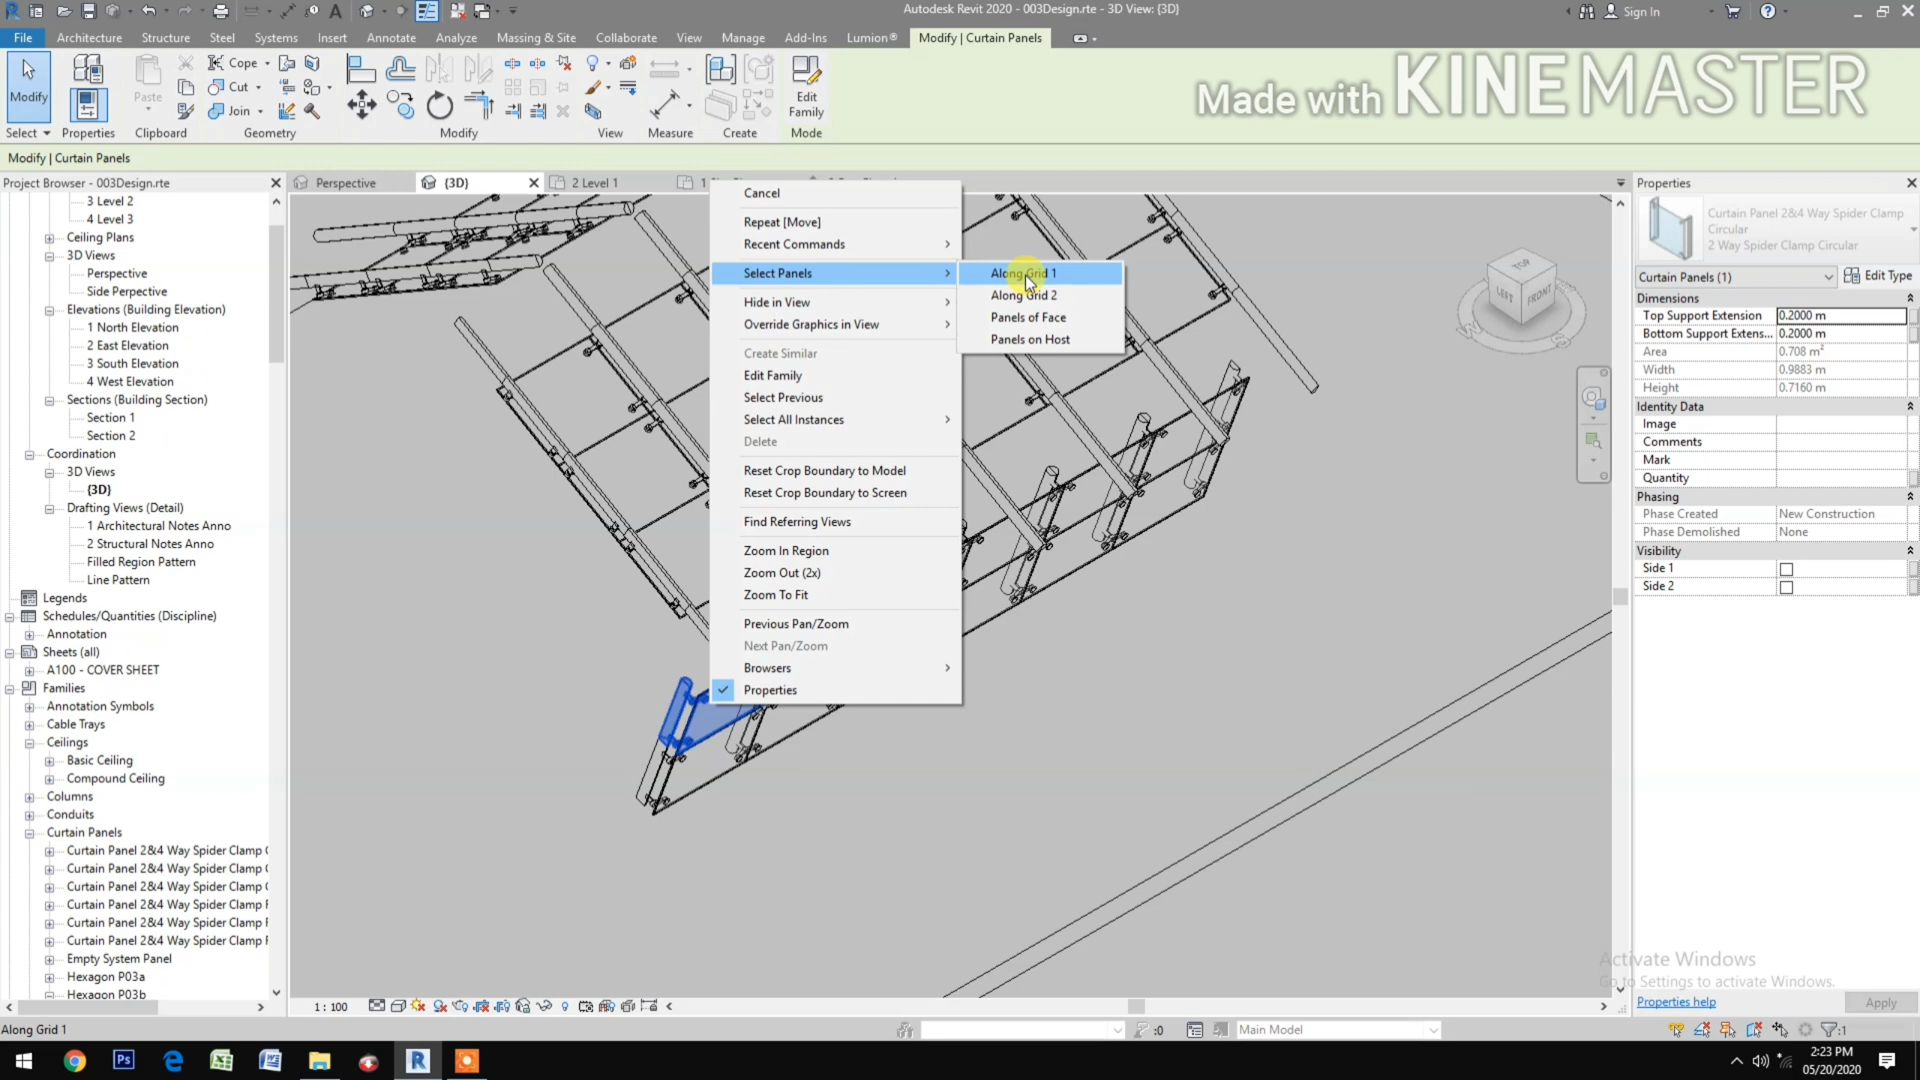 Autodesk Revit 2020 - 003Design.rte - 3D View: {3D}
Sign In
File
Architecture
Structure
Steel
Systems
Insert
Annotate
Analyze
Massing & Site
Collaborate
View
Manage
Add-Ins
Lumion®
Modify | Curtain Panels
Modify
Paste
Cope
Cut
Join
Edit
Family
Made with KINEMASTER
Select
Properties
Clipboard
Geometry
Modify
View
Measure
Create
Mode
Modify | Curtain Panels
Project Browser - 003Design.rte
Perspective
{3D}
2 Level 1
Properties
3 Level 2
4 Level 3
Ceiling Plans
3D Views
Perspective
Side Perpective
Elevations (Building Elevation)
1 North Elevation
2 East Elevation
3 South Elevation
4 West Elevation
Sections (Building Section)
Section 1
Section 2
Coordination
3D Views
{3D}
Drafting Views (Detail)
1 Architectural Notes Anno
2 Structural Notes Anno
Filled Region Pattern
Line Pattern
Legends
Schedules/Quantities (Discipline)
Annotation
Sheets (all)
A100 - COVER SHEET
Families
Annotation Symbols
Cable Trays
Ceilings
Basic Ceiling
Compound Ceiling
Columns
Conduits
Curtain Panels
Curtain Panel 2&4 Way Spider Clamp C
Curtain Panel 2&4 Way Spider Clamp C
Curtain Panel 2&4 Way Spider Clamp C
Curtain Panel 2&4 Way Spider Clamp F
Curtain Panel 2&4 Way Spider Clamp F
Curtain Panel 2&4 Way Spider Clamp F
Empty System Panel
Hexagon P03a
Hexagon P03b
Cancel
Repeat [Move]
Recent Commands
Select Panels
Hide in View
Override Graphics in View
Create Similar
Edit Family
Select Previous
Select All Instances
Delete
Reset Crop Boundary to Model
Reset Crop Boundary to Screen
Find Referring Views
Zoom In Region
Zoom Out (2x)
Zoom To Fit
Previous Pan/Zoom
Next Pan/Zoom
Browsers
Properties
Along Grid 1
Along Grid 2
Panels of Face
Panels on Host
TOP
LEFT
FRONT
W
S
Curtain Panel 2&4 Way Spider Clamp
Circular
2 Way Spider Clamp Circular
Curtain Panels (1)
Edit Type
Dimensions
Top Support Extension 0.2000 m
Bottom Support Extens... 0.2000 m
Area 0.708 m²
Width 0.9883 m
Height 0.7160 m
Identity Data
Image
Comments
Mark
Quantity
Phasing
Phase Created New Construction
Phase Demolished None
Visibility
Side 1
Side 2
Activate Windows
Go to Settings to activate Windows.
Properties help
Apply
1 : 100
Along Grid 1
:0
Main Model
:1
2:23 PM
05/20/2020